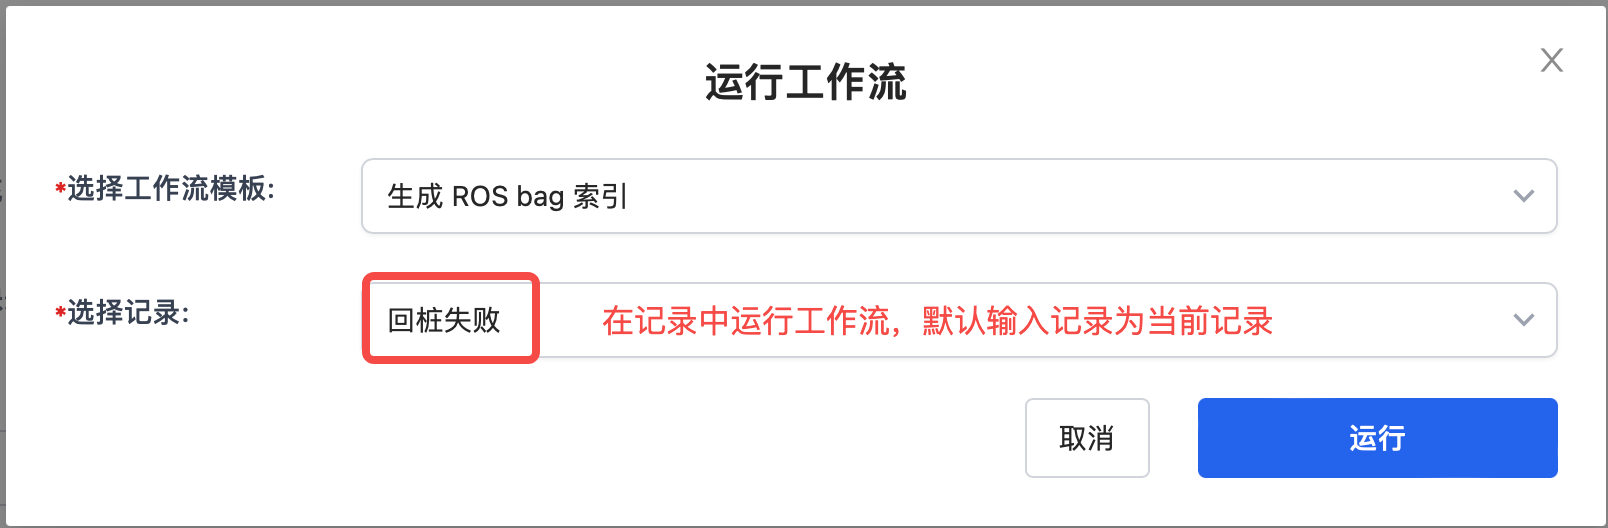 运行工作流
*选择工作流模板:
生成 ROS bag 索引
*选择记录:
回桩失败
在记录中运行工作流，默认输入记录为当前记录
取消
运行